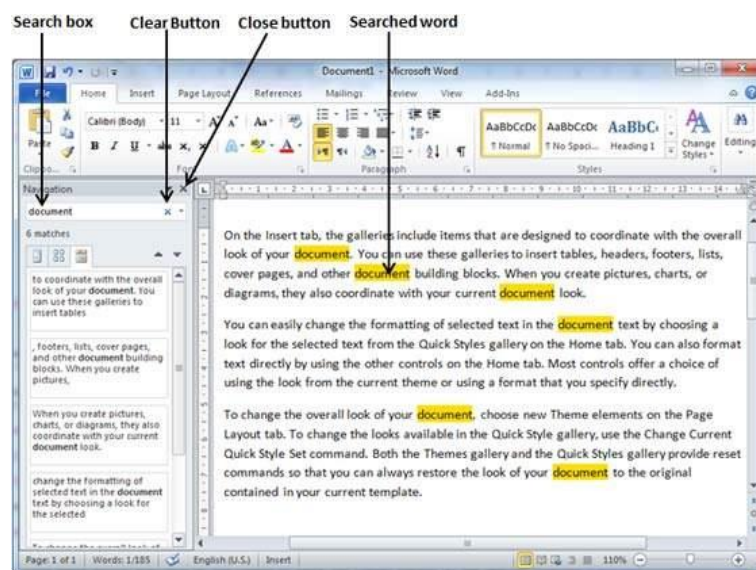 Search box Clear Button Close button Searched word
Document1 - Microsoft Word
File Home Insert Page Layout References Mailings Review View Add-Ins
Calibri (Body) 11
Paste
Change Styles
Editing
AaBbCcDc AaBbCcDc AaBbC
¶ Normal ¶ No Spaci... Heading 1
Clipbo... Font Paragraph Styles
Navigation
document
6 matches
to coordinate with the overall
look of your document. You
can use these galleries to
insert tables
, footers, lists, cover pages,
and other document building
blocks. When you create
pictures,
When you create pictures,
charts, or diagrams, they also
coordinate with your current
document look.
change the formatting of
selected text in the document
text by choosing a look for
the selected
To change the overall look of
On the Insert tab, the galleries include items that are designed to coordinate with the overall
look of your document. You can use these galleries to insert tables, headers, footers, lists,
cover pages, and other document building blocks. When you create pictures, charts, or
diagrams, they also coordinate with your current document look.
You can easily change the formatting of selected text in the document text by choosing a
look for the selected text from the Quick Styles gallery on the Home tab. You can also format
text directly by using the other controls on the Home tab. Most controls offer a choice of
using the look from the current theme or using a format that you specify directly.
To change the overall look of your document, choose new Theme elements on the Page
Layout tab. To change the looks available in the Quick Style gallery, use the Change Current
Quick Style Set command. Both the Themes gallery and the Quick Styles gallery provide reset
commands so that you can always restore the look of your document to the original
contained in your current template.
Page: 1 of 1 Words: 1/185 English (U.S.) Insert 110%